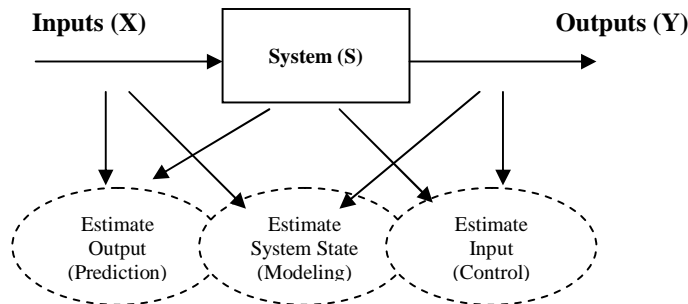 Inputs (X)
System (S)
Outputs (Y)
Estimate
Output
(Prediction)
Estimate
System State
(Modeling)
Estimate
Input
(Control)